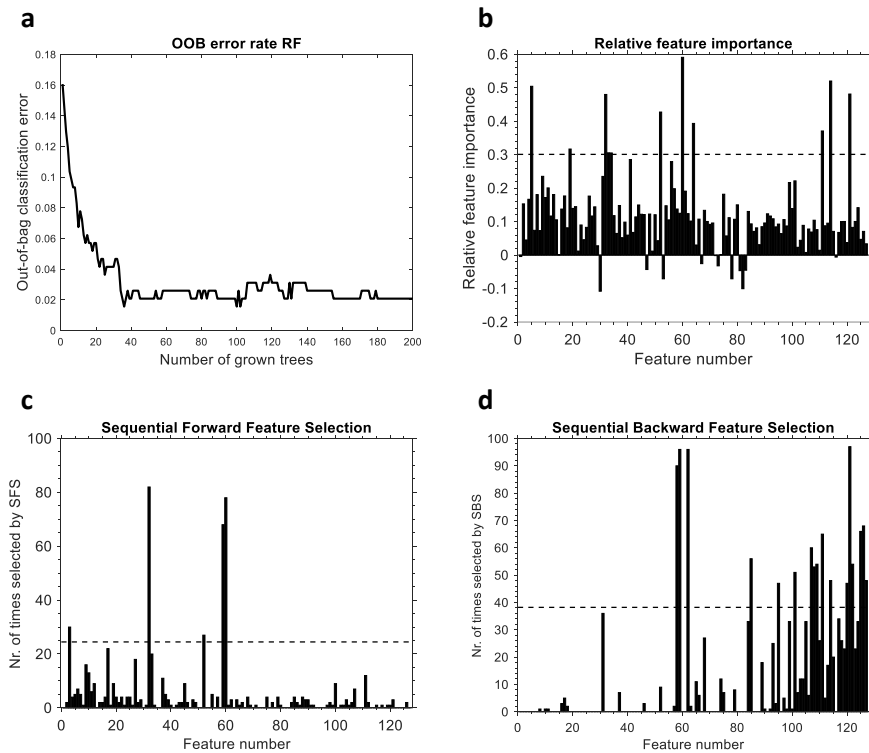 a
OOB error rate RF
Out-of-bag classification error
0.18
0.16
0.14
0.12
0.1
0.08
0.06
0.04
0.02
0
0 20 40 60 80 100 120 140 160 180 200
Number of grown trees
b
Relative feature importance
Relative feature importance
0.6
0.5
0.4
0.3
0.2
0.1
0
-0.1
-0.2
0 20 40 60 80 100 120
Feature number
c
Sequential Forward Feature Selection
Nr. of times selected by SFS
100
80
60
40
20
0
0 20 40 60 80 100 120
Feature number
d
Sequential Backward Feature Selection
Nr. of times selected by SBS
100
90
80
70
60
50
40
30
20
10
0
0 20 40 60 80 100 120
Feature number